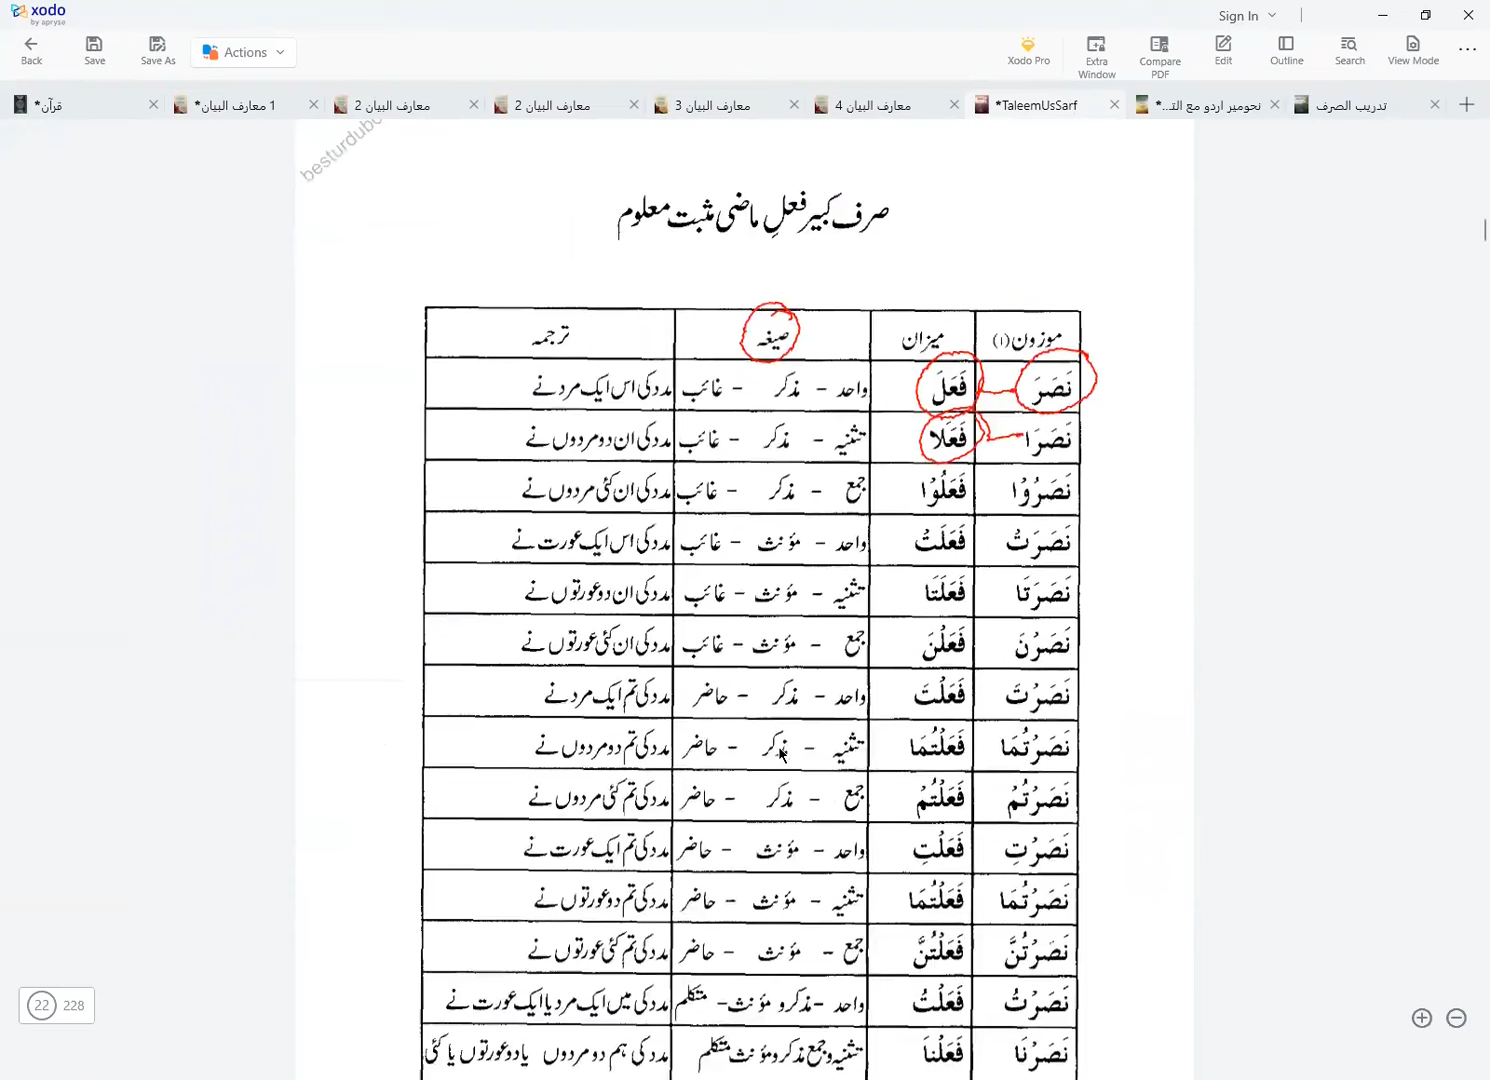 xodo
by apryse
Sign In
Back
Save
Save As
Actions
Xodo Pro
Extra Window
Compare PDF
Edit
Outline
Search
View Mode
قرآن*
1 معارف البیان*
2 معارف البیان
2 معارف البیان
3 معارف البیان
4 معارف البیان
*TaleemUsSarf
نحومیر اردو مع الت...*
تدریب الصرف
besturdubo
صرف کبیر فعلِ ماضی مثبت معلوم
موزون (۱) میزان صیغہ ترجمہ
نَصَرَ فَعَلَ واحد - مذکر - غائب مدد کی اس ایک مرد نے
نَصَرَا فَعَلَا تثنیہ - مذکر - غائب مدد کی ان دو مردوں نے
نَصَرُوْا فَعَلُوْا جمع - مذکر - غائب مدد کی ان کئی مردوں نے
نَصَرَتْ فَعَلَتْ واحد - مؤنث - غائب مدد کی اس ایک عورت نے
نَصَرَتَا فَعَلَتَا تثنیہ - مؤنث - غائب مدد کی ان دو عورتوں نے
نَصَرْنَ فَعَلْنَ جمع - مؤنث - غائب مدد کی ان کئی عورتوں نے
نَصَرْتَ فَعَلْتَ واحد - مذکر - حاضر مدد کی تم ایک مرد نے
نَصَرْتُمَا فَعَلْتُمَا تثنیہ - مذکر - حاضر مدد کی تم دو مردوں نے
نَصَرْتُمْ فَعَلْتُمْ جمع - مذکر - حاضر مدد کی تم کئی مردوں نے
نَصَرْتِ فَعَلْتِ واحد - مؤنث - حاضر مدد کی تم ایک عورت نے
نَصَرْتُمَا فَعَلْتُمَا تثنیہ - مؤنث - حاضر مدد کی تم دو عورتوں نے
نَصَرْتُنَّ فَعَلْتُنَّ جمع - مؤنث - حاضر مدد کی تم کئی عورتوں نے
نَصَرْتُ فَعَلْتُ واحد - مذکر و مؤنث - متکلم مدد کی میں ایک مرد یا ایک عورت نے
نَصَرْنَا فَعَلْنَا تثنیہ و جمع مذکر و مؤنث متکلم مدد کی ہم دو مردوں یا دو عورتوں یا کئی
22 228